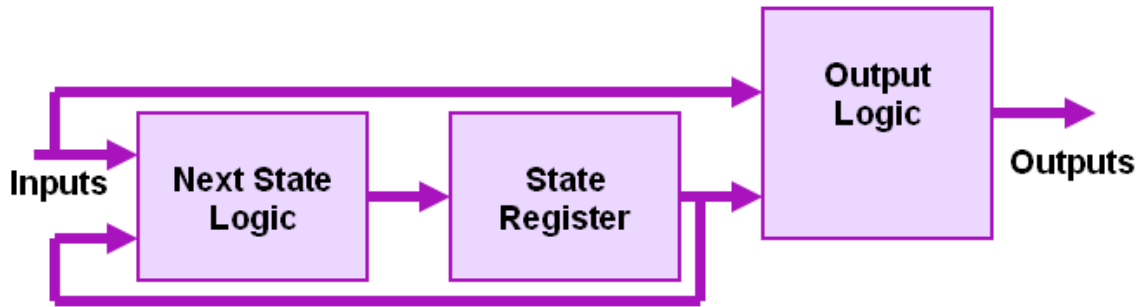 Inputs
Next State
Logic
State
Register
Output
Logic
Outputs